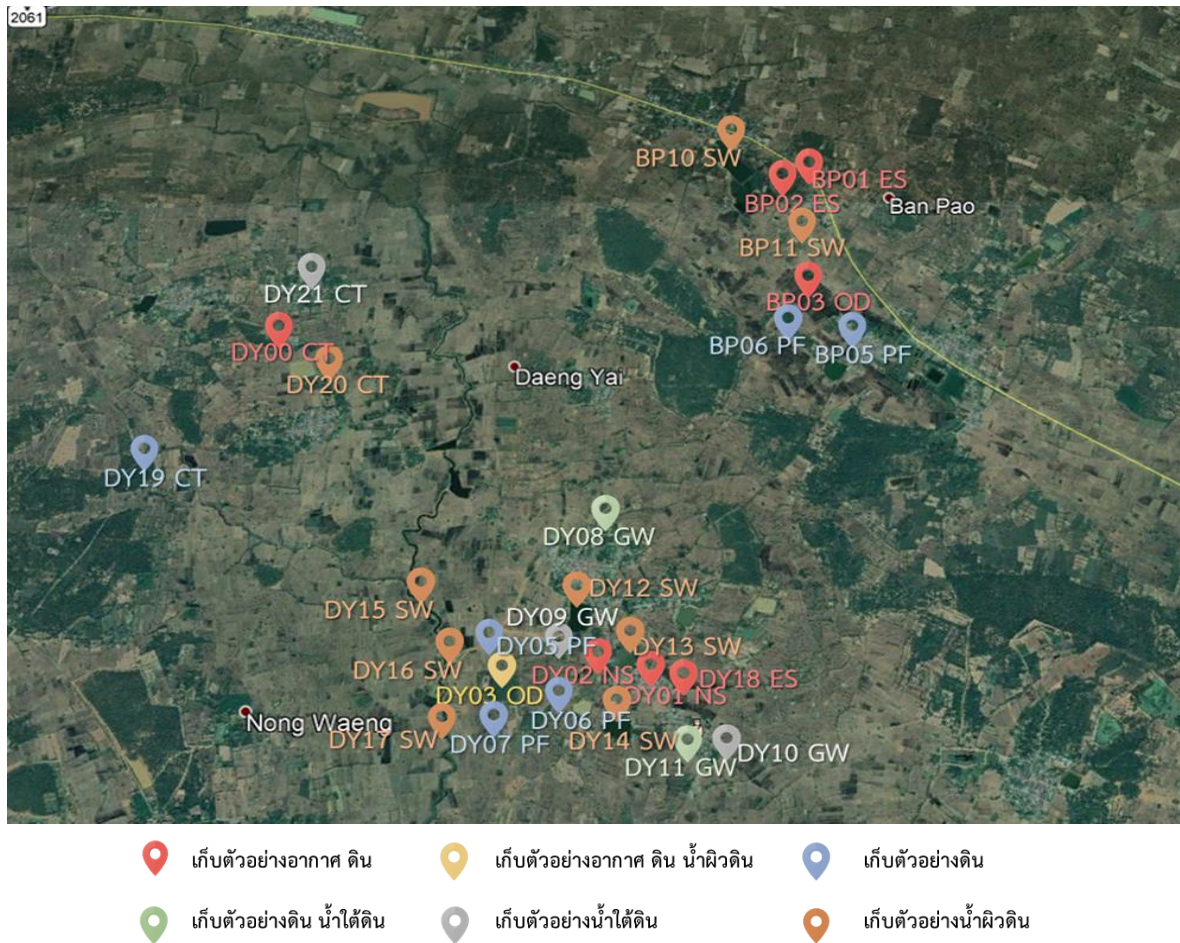 2061
BP10 SW
BP01 ES
BP02 ES
Ban Pao
BP11 SW
DY21 CT
BP03 OD
DY00 CT
BP06 PF
BP05 PF
DY20 CT
Daeng Yai
DY19 CT
DY08 GW
DY12 SW
DY15 SW
DY09 GW
DY05 PF
DY13 SW
DY16 SW
DY02 NS
DY18 ES
DY03 OD
DY01 NS
Nong Waeng
DY06 PF
DY17 SW
DY07 PF
DY14 SW
DY10 GW
DY11 GW
เก็บตัวอย่างอากาศ ดิน
เก็บตัวอย่างอากาศ ดิน น้ำผิวดิน
เก็บตัวอย่างดิน
เก็บตัวอย่างดิน น้ำใต้ดิน
เก็บตัวอย่างน้ำใต้ดิน
เก็บตัวอย่างน้ำผิวดิน